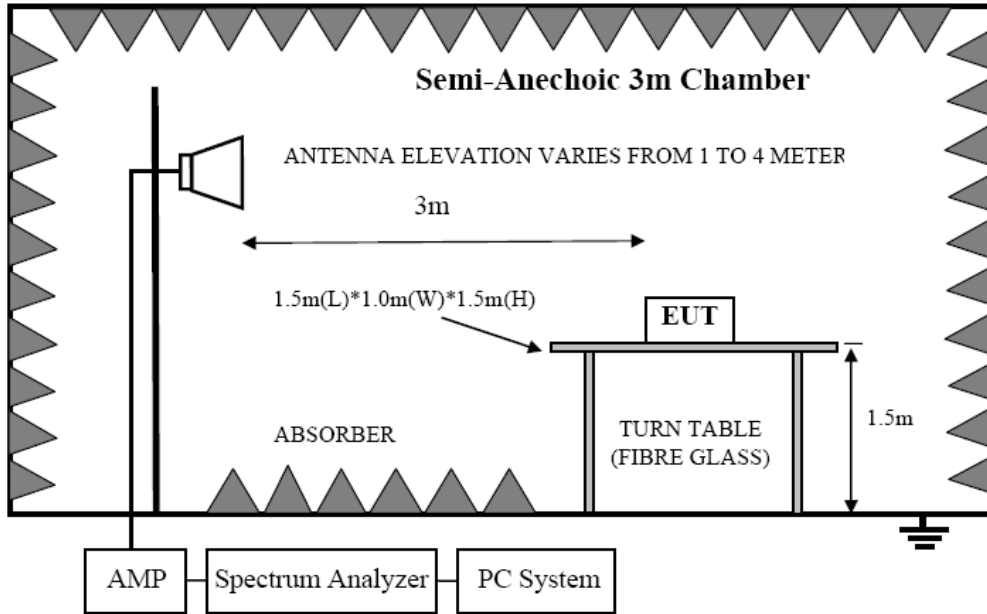 Semi-Anechoic 3m Chamber
ANTENNA ELEVATION VARIES FROM 1 TO 4 METER
3m
1.5m(L)*1.0m(W)*1.5m(H)
EUT
1.5m
ABSORBER
TURN TABLE
(FIBRE GLASS)
AMP
Spectrum Analyzer
PC System